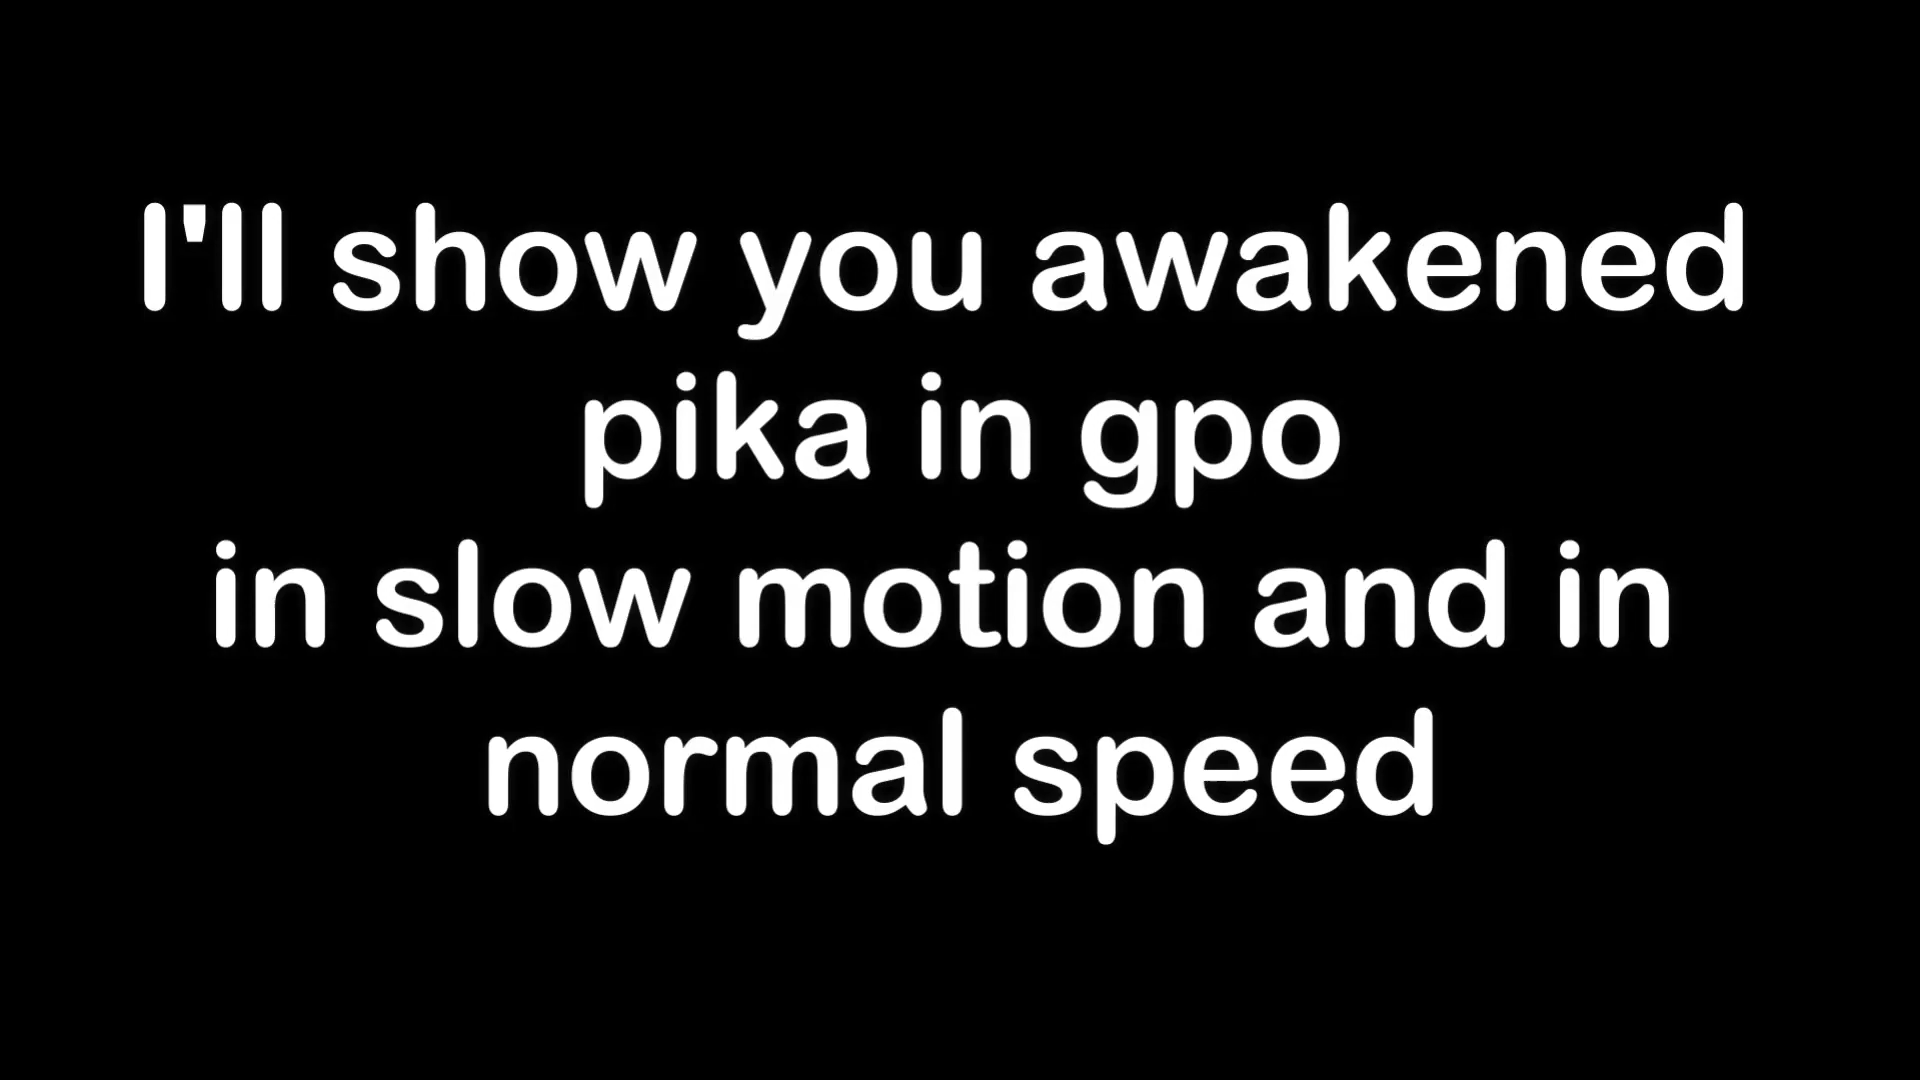 I'll show you awakened
pika in gpo
in slow motion and in
normal speed